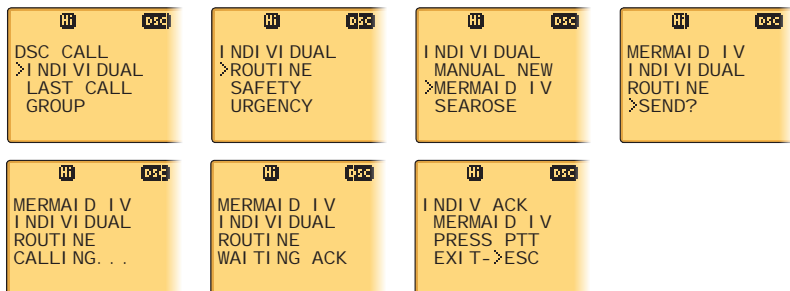 Hi DSC
DSC CALL
>INDIVIDUAL
LAST CALL
GROUP
Hi DSC
INDIVIDUAL
>ROUTINE
SAFETY
URGENCY
Hi DSC
INDIVIDUAL
MANUAL NEW
>MERMAID IV
SEAROSE
Hi DSC
MERMAID IV
INDIVIDUAL
ROUTINE
>SEND?
Hi DSC
MERMAID IV
INDIVIDUAL
ROUTINE
CALLING...
Hi DSC
MERMAID IV
INDIVIDUAL
ROUTINE
WAITING ACK
Hi DSC
INDIV ACK
MERMAID IV
PRESS PTT
EXIT->ESC